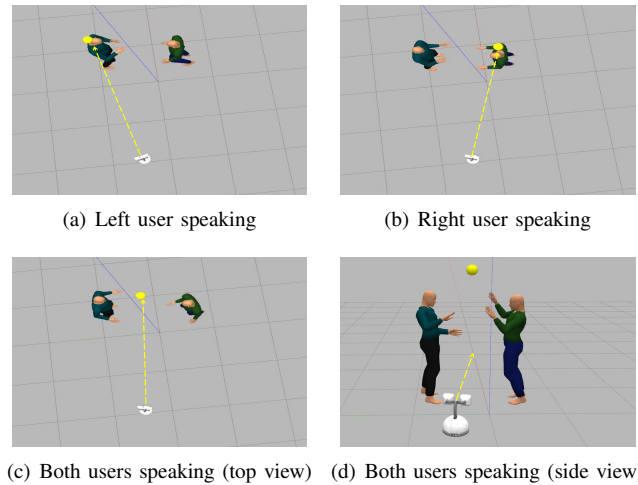 (a) Left user speaking
(b) Right user speaking
(c) Both users speaking (top view)
(d) Both users speaking (side view